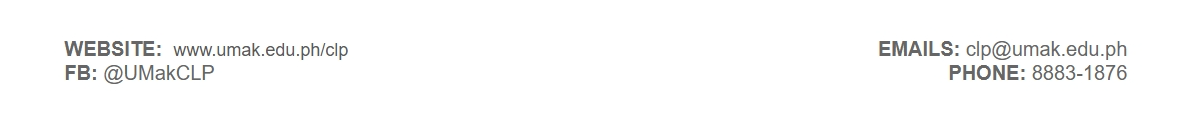 WEBSITE: www.umak.edu.ph/clp
FB: @UMakCLP
EMAILS: clp@umak.edu.ph
PHONE: 8883-1876